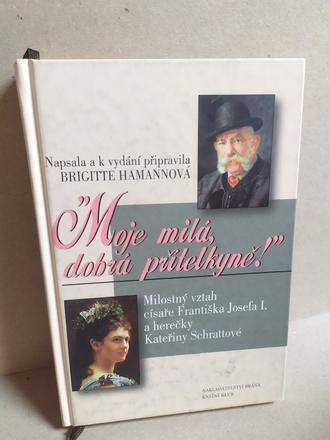 Napsala a k vydání připravila
BRIGITTE HAMANNOVÁ
"Moje milá,
dobrá přítelkyně!"
Milostný vztah
císaře Františka Josefa I.
a herečky
Kateřiny Schrattové
NAKLADATELSTVÍ BRÁNA
KNIŽNÍ KLUB